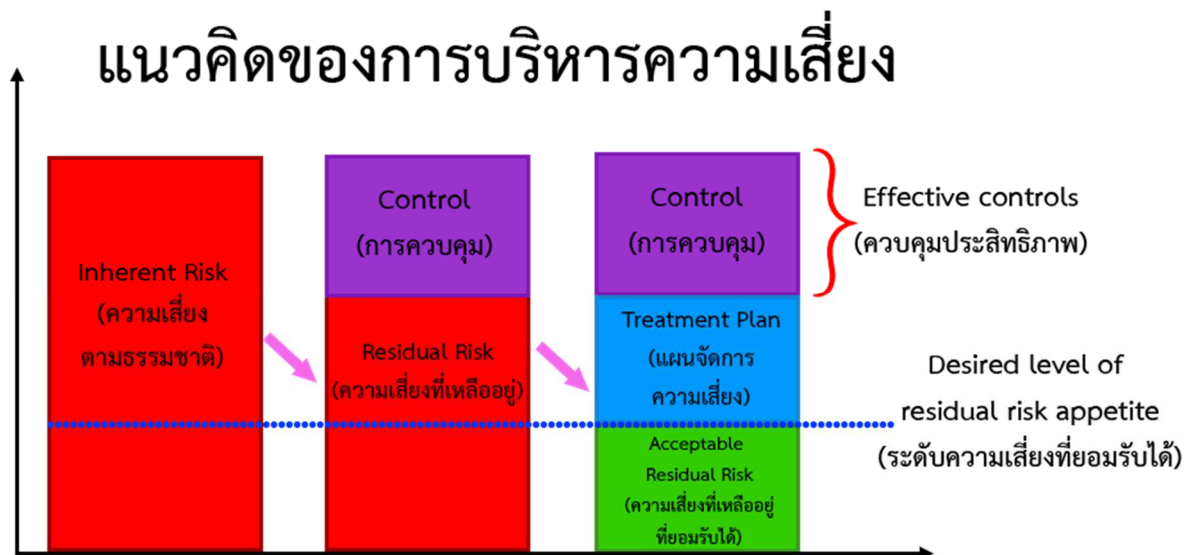 แนวคิดของการบริหารความเสี่ยง
Inherent Risk
(ความเสี่ยง
ตามธรรมชาติ)
Control
(การควบคุม)
Residual Risk
(ความเสี่ยงที่เหลืออยู่)
Control
(การควบคุม)
Treatment Plan
(แผนจัดการ
ความเสี่ยง)
Acceptable
Residual Risk
(ความเสี่ยงที่เหลืออยู่
ที่ยอมรับได้)
Effective controls
(ควบคุมประสิทธิภาพ)
Desired level of
residual risk appetite
(ระดับความเสี่ยงที่ยอมรับได้)